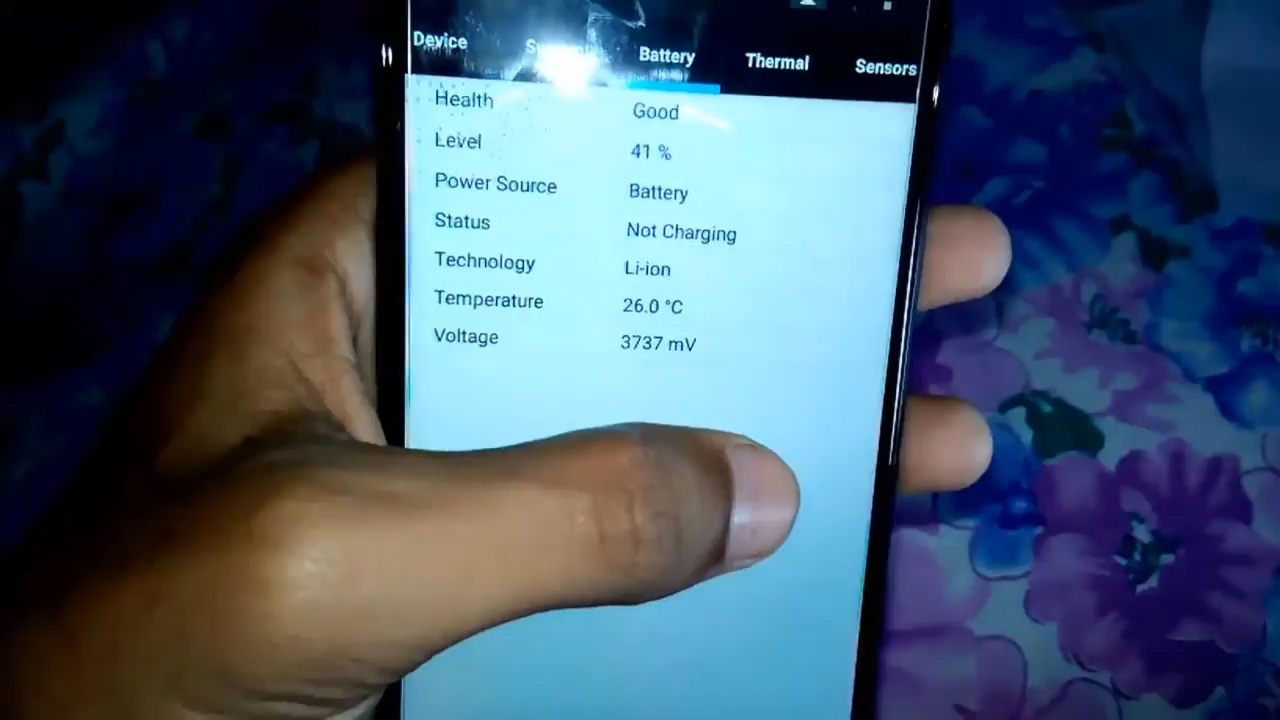 Device Battery Thermal Sensors
Health Good
Level 41 %
Power Source Battery
Status Not Charging
Technology Li-ion
Temperature 26.0 °C
Voltage 3737 mV